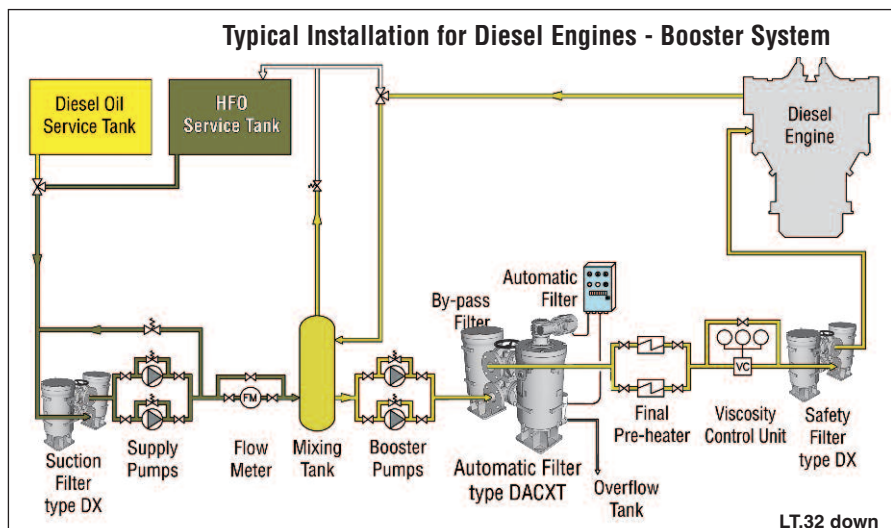 Typical Installation for Diesel Engines - Booster System
Diesel Oil
Service Tank
HFO
Service Tank
Diesel
Engine
Automatic
Filter
By-pass
Filter
FM
VC
Suction
Filter
type DX
Supply
Pumps
Flow
Meter
Mixing
Tank
Booster
Pumps
Automatic Filter
type DACXT
Overflow
Tank
Final
Pre-heater
Viscosity
Control Unit
Safety
Filter
type DX
LT.32 down